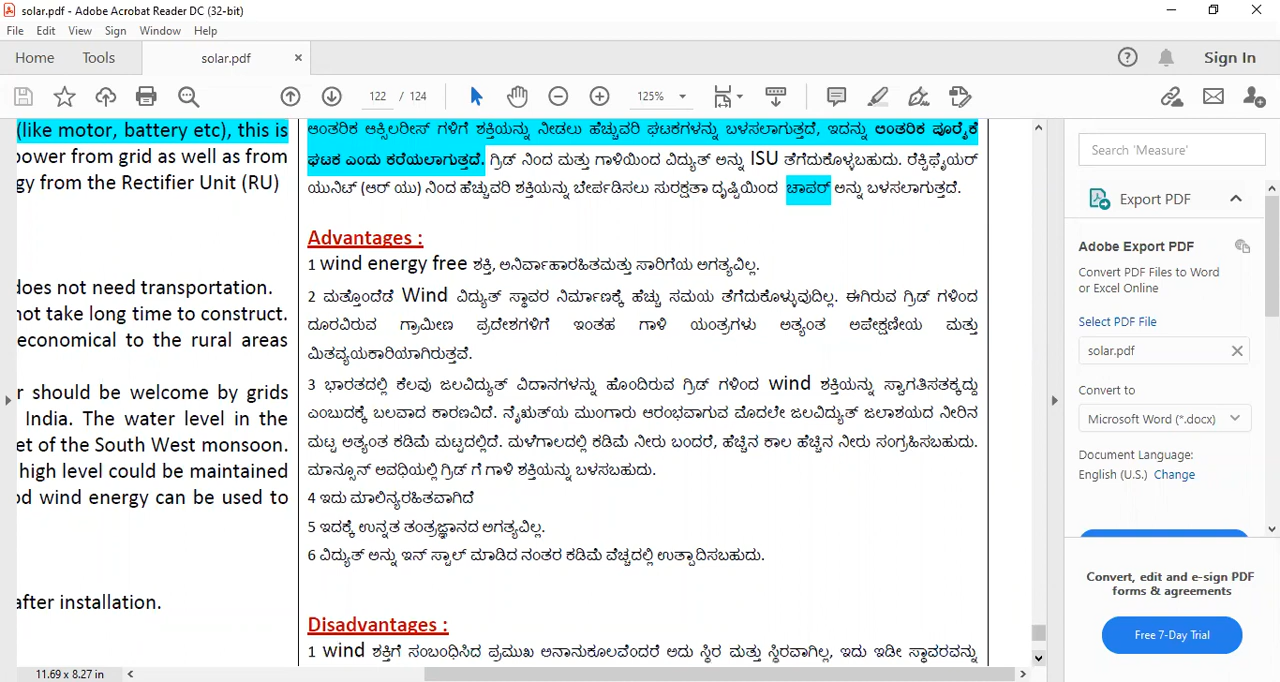 solar.pdf - Adobe Acrobat Reader DC (32-bit)
File Edit View Sign Window Help
Home Tools solar.pdf ×
Sign In
122 / 124
125%
(like motor, battery etc), this is
power from grid as well as from
gy from the Rectifier Unit (RU)
does not need transportation.
not take long time to construct.
economical to the rural areas
r should be welcome by grids
India. The water level in the
et of the South West monsoon.
high level could be maintained
od wind energy can be used to
after installation.
ಆಂತರಿಕ ಆಕ್ಸಿಲರೀಸ್ ಗಳಿಗೆ ಶಕ್ತಿಯನ್ನು ನೀಡಲು ಹೆಚ್ಚುವರಿ ಘಟಕಗಳನ್ನು ಬಳಸಲಾಗುತ್ತದೆ, ಇದನ್ನು ಆಂತರಿಕ ಪೂರೈಕೆ
ಘಟಕ ಎಂದು ಕರೆಯಲಾಗುತ್ತದೆ. ಗ್ರಿಡ್ ನಿಂದ ಮತ್ತು ಗಾಳಿಯಿಂದ ವಿದ್ಯುತ್ ಅನ್ನು ISU ತೆಗೆದುಕೊಳ್ಳಬಹುದು. ರೆಕ್ಟಿಫೈಯರ್
ಯುನಿಟ್ (ಆರ್ ಯು) ನಿಂದ ಹೆಚ್ಚುವರಿ ಶಕ್ತಿಯನ್ನು ಬೇರ್ಪಡಿಸಲು ಸುರಕ್ಷತಾ ದೃಷ್ಟಿಯಿಂದ ಚಾಪರ್ ಅನ್ನು ಬಳಸಲಾಗುತ್ತದೆ.
Advantages :
1 wind energy free ಶಕ್ತಿ, ಅನಿರ್ವಾಹಾರಹಿತಮತ್ತು ಸಾರಿಗೆಯ ಅಗತ್ಯವಿಲ್ಲ.
2 ಮತ್ತೊಂದೆಡೆ Wind ವಿದ್ಯುತ್ ಸ್ಥಾವರ ನಿರ್ಮಾಣಕ್ಕೆ ಹೆಚ್ಚು ಸಮಯ ತೆಗೆದುಕೊಳ್ಳುವುದಿಲ್ಲ. ಈಗಿರುವ ಗ್ರಿಡ್ ಗಳಿಂದ
ದೂರವಿರುವ ಗ್ರಾಮೀಣ ಪ್ರದೇಶಗಳಿಗೆ ಇಂತಹ ಗಾಳಿ ಯಂತ್ರಗಳು ಅತ್ಯಂತ ಅಪೇಕ್ಷಣೀಯ ಮತ್ತು
ಮಿತವ್ಯಯಕಾರಿಯಾಗಿರುತ್ತವೆ.
3 ಭಾರತದಲ್ಲಿ ಕೆಲವು ಜಲವಿದ್ಯುತ್ ವಿದಾನಗಳನ್ನು ಹೊಂದಿರುವ ಗ್ರಿಡ್ ಗಳಿಂದ wind ಶಕ್ತಿಯನ್ನು ಸ್ವಾಗತಿಸತಕ್ಕದ್ದು
ಎಂಬುದಕ್ಕೆ ಬಲವಾದ ಕಾರಣವಿದೆ. ನೈಋತ್ಯ ಮುಂಗಾರು ಆರಂಭವಾಗುವ ಮೊದಲೇ ಜಲವಿದ್ಯುತ್ ಜಲಾಶಯದ ನೀರಿನ
ಮಟ್ಟ ಅತ್ಯಂತ ಕಡಿಮೆ ಮಟ್ಟದಲ್ಲಿದೆ. ಮಳೆಗಾಲದಲ್ಲಿ ಕಡಿಮೆ ನೀರು ಬಂದರೆ, ಹೆಚ್ಚಿನ ಕಾಲ ಹೆಚ್ಚಿನ ನೀರು ಸಂಗ್ರಹಿಸಬಹುದು.
ಮಾನ್ಸೂನ್ ಅವಧಿಯಲ್ಲಿ ಗ್ರಿಡ್ ಗೆ ಗಾಳಿ ಶಕ್ತಿಯನ್ನು ಬಳಸಬಹುದು.
4 ಇದು ಮಾಲಿನ್ಯರಹಿತವಾಗಿದೆ
5 ಇದಕ್ಕೆ ಉನ್ನತ ತಂತ್ರಜ್ಞಾನದ ಅಗತ್ಯವಿಲ್ಲ.
6 ವಿದ್ಯುತ್ ಅನ್ನು ಇನ್ ಸ್ಟಾಲ್ ಮಾಡಿದ ನಂತರ ಕಡಿಮೆ ವೆಚ್ಚದಲ್ಲಿ ಉತ್ಪಾದಿಸಬಹುದು.
Disadvantages :
1 wind ಶಕ್ತಿಗೆ ಸಂಬಂಧಿಸಿದ ಪ್ರಮುಖ ಅನಾನುಕೂಲವೆಂದರೆ ಅದು ಸ್ಥಿರ ಮತ್ತು ಸ್ಥಿರವಾಗಿಲ್ಲ, ಇದು ಇಡೀ ಸ್ಥಾವರವನ್ನು
Search 'Measure'
Export PDF
Adobe Export PDF
Convert PDF Files to Word
or Excel Online
Select PDF File
solar.pdf
Convert to
Microsoft Word (*.docx)
Document Language:
English (U.S.) Change
Convert, edit and e-sign PDF
forms & agreements
Free 7-Day Trial
11.69 x 8.27 in